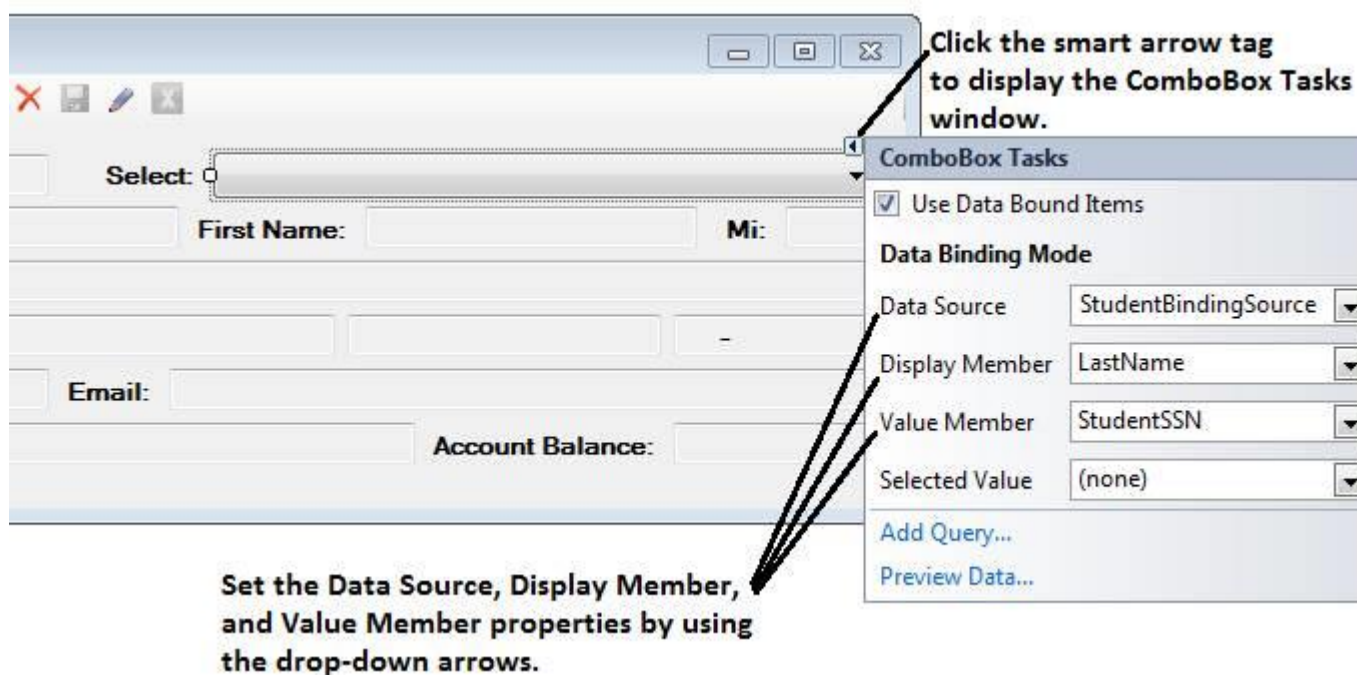 Click the smart arrow tag
to display the ComboBox Tasks
window.
ComboBox Tasks
Select:
Use Data Bound Items
First Name:
Mi:
Data Binding Mode
Data Source
StudentBindingSource
-
Display Member
LastName
Email:
Value Member
StudentSSN
Account Balance:
Selected Value
(none)
Add Query...
Preview Data...
Set the Data Source, Display Member,
and Value Member properties by using
the drop-down arrows.